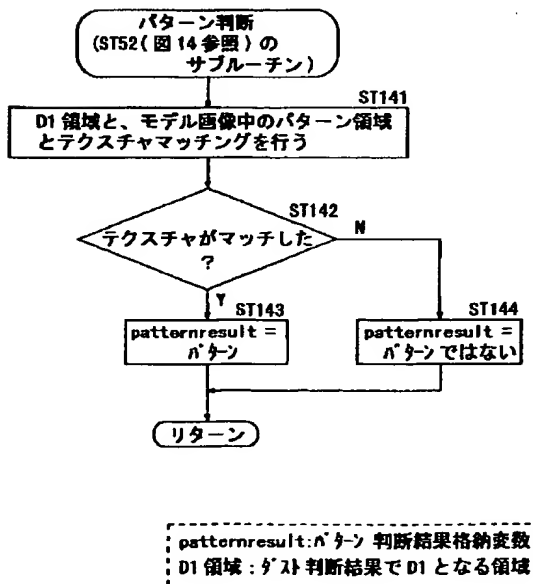 パターン判断
(ST52(図14参照)の
サブルーチン)
ST141
D1領域と、モデル画像中のパターン領域
とテクスチャマッチングを行う
ST142
テクスチャがマッチした
?
N
Y
ST143
patternresult =
パターン
ST144
patternresult =
パターンではない
リターン
patternresult:パターン判断結果格納変数
D1領域:ダスト判断結果でD1となる領域